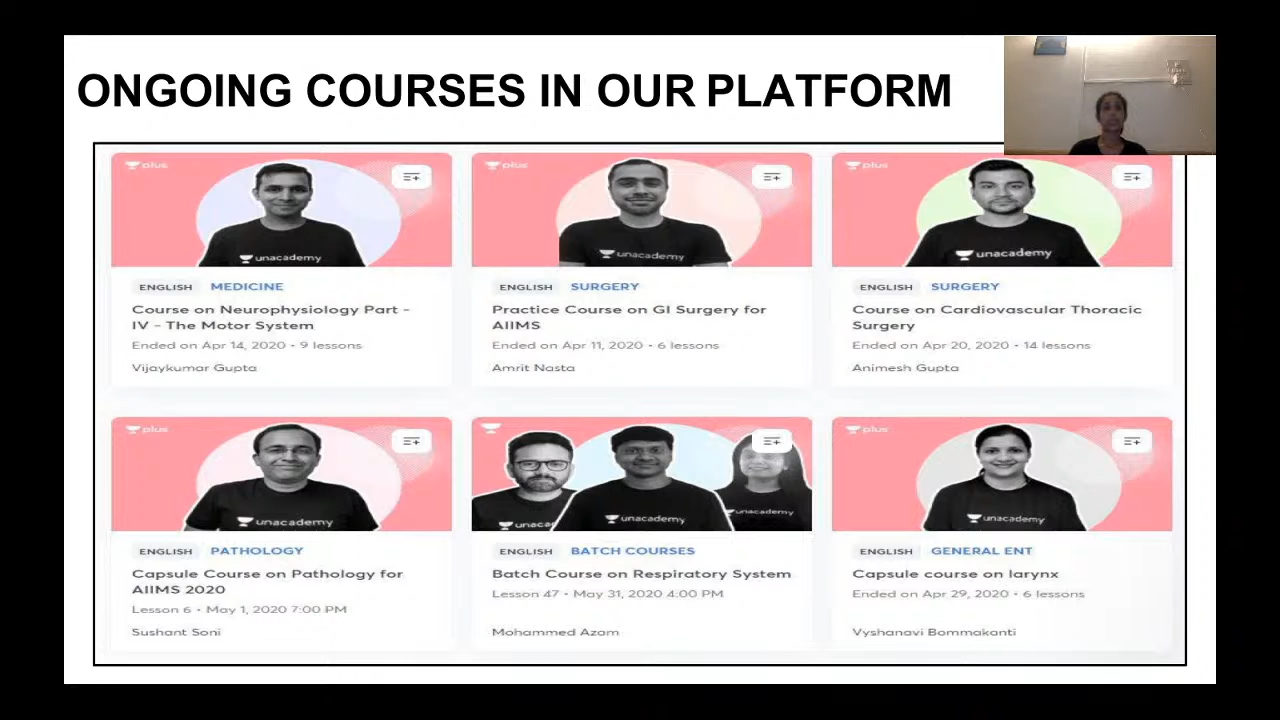 ONGOING COURSES IN OUR PLATFORM
plus
plus
plus
unacademy
unacademy
unacademy
ENGLISH MEDICINE
Course on Neurophysiology Part -
IV - The Motor System
Ended on Apr 14, 2020 • 9 lessons
Vijaykumar Gupta
ENGLISH SURGERY
Practice Course on GI Surgery for
AIIMS
Ended on Apr 11, 2020 • 6 lessons
Amrit Nasta
ENGLISH SURGERY
Course on Cardiovascular Thoracic
Surgery
Ended on Apr 20, 2020 • 14 lessons
Animesh Gupta
plus
plus
unacademy
unacad
unacademy
unacademy
unacademy
ENGLISH PATHOLOGY
Capsule Course on Pathology for
AIIMS 2020
Lesson 6 • May 1, 2020 7:00 PM
Sushant Soni
ENGLISH BATCH COURSES
Batch Course on Respiratory System
Lesson 47 • May 31, 2020 4:00 PM
Mohammed Azam
ENGLISH GENERAL ENT
Capsule course on larynx
Ended on Apr 29, 2020 • 6 lessons
Vyshanavi Bommakanti